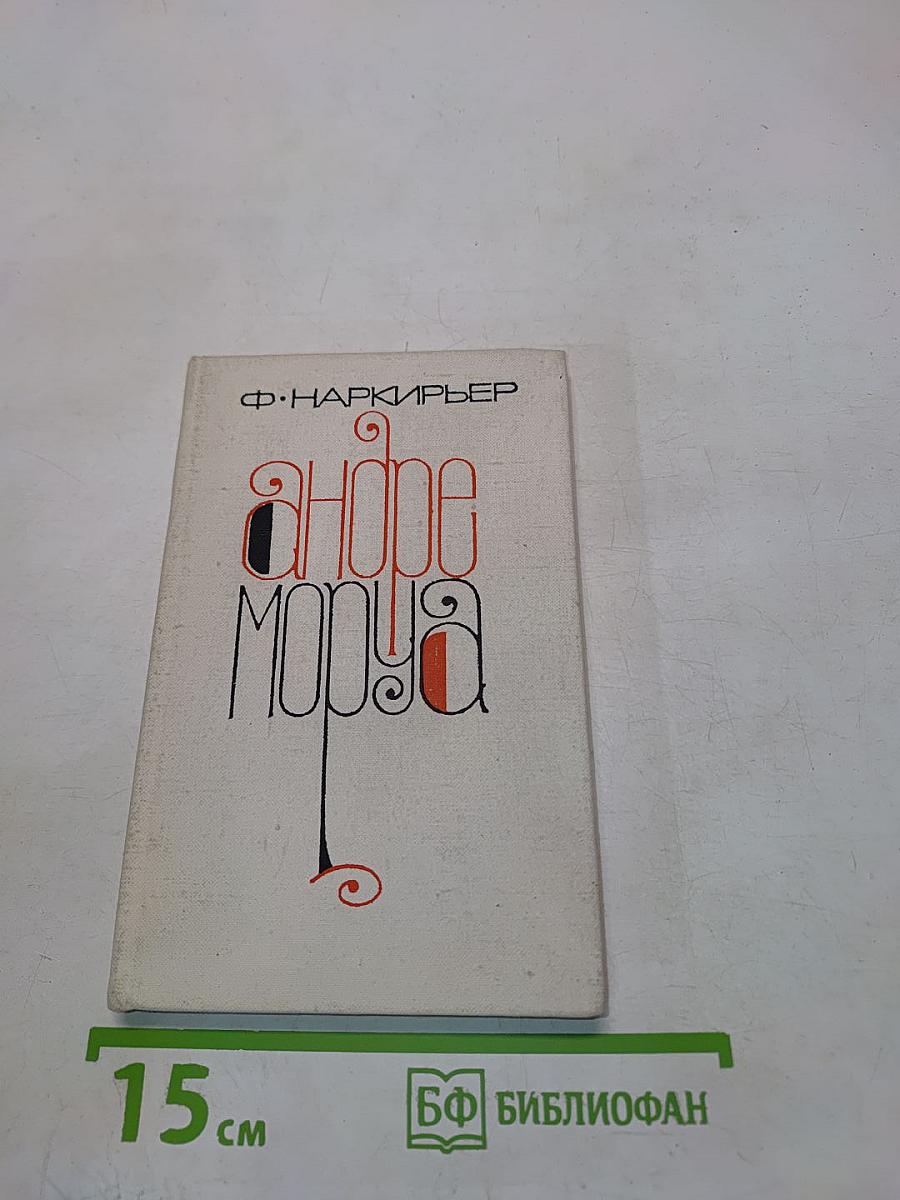 Ф·НАРКИРЬЕР
андре
моруа
15 см
БФ БИБЛИОФАН